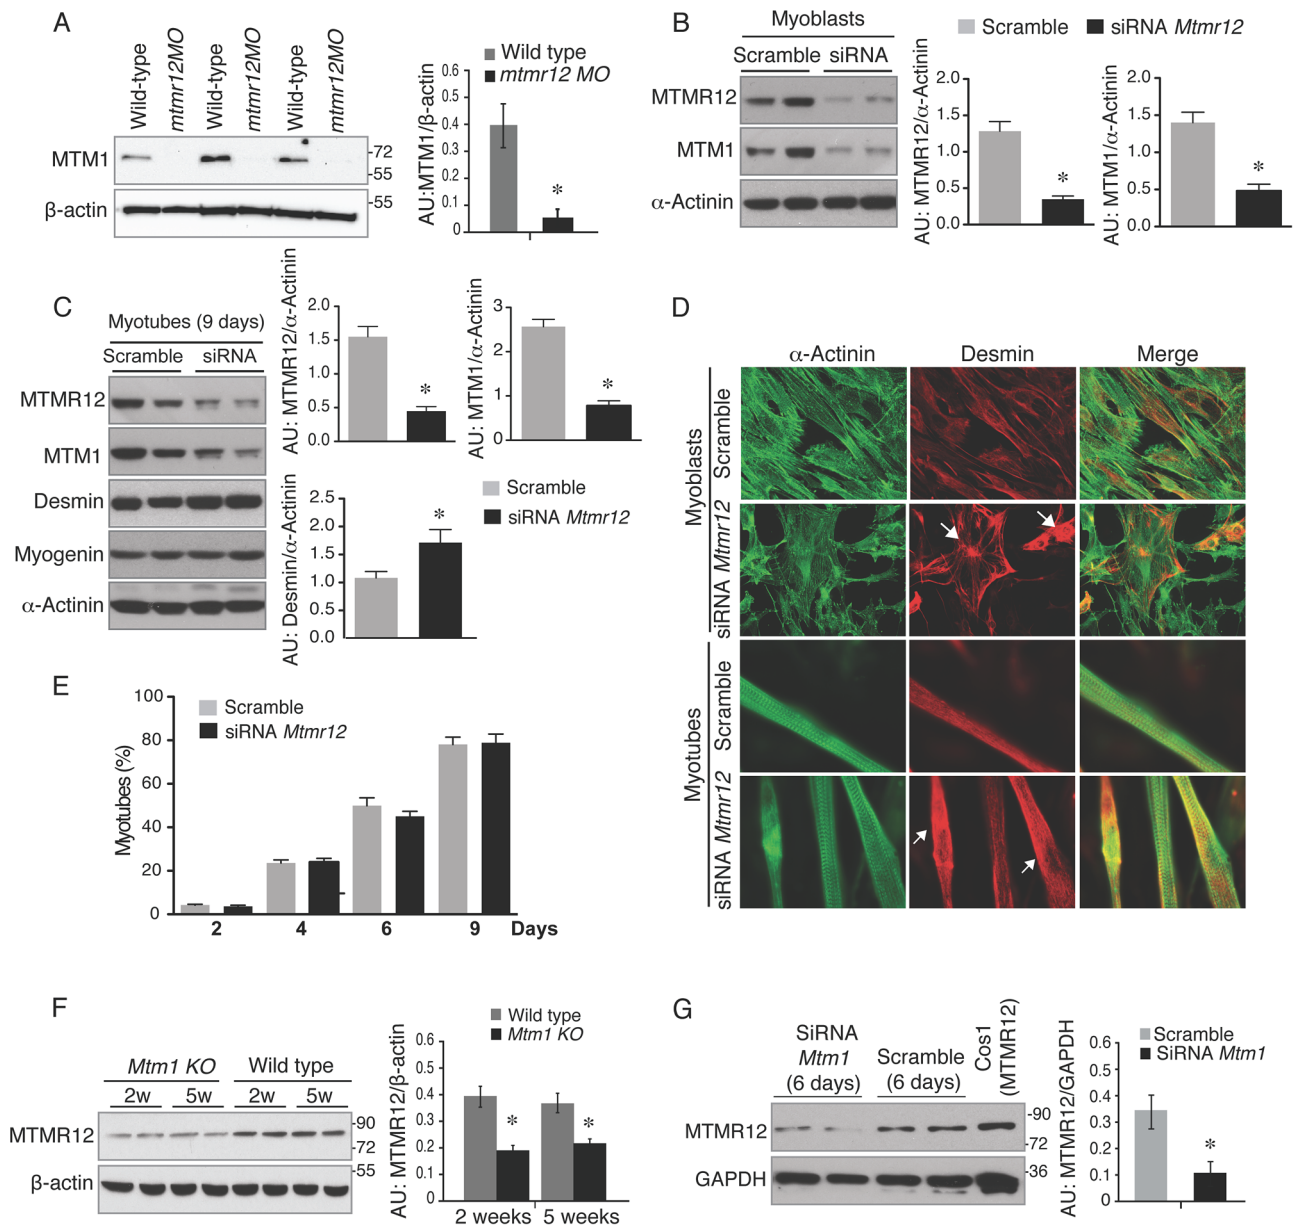 A
Wild-type
mtmr12MO
Wild-type
mtmr12MO
Wild-type
mtmr12MO
MTM1
β-actin
-72
-55
-55
Wild type
mtmr12 MO
AU:MTM1/β-actin
0.6
0.5
0.4
0.3
0.2
0.1
0
*
B
Myoblasts
Scramble siRNA
MTMR12
MTM1
α-Actinin
Scramble
siRNA Mtmr12
AU: MTMR12/α-Actinin
2.0
1.5
1.0
0.5
0.0
*
AU: MTM1/α-Actinin
2.0
1.5
1.0
0.5
0.0
*
C
Myotubes (9 days)
Scramble siRNA
MTMR12
MTM1
Desmin
Myogenin
α-Actinin
AU: MTMR12/α-Actinin
2.0
1.5
1.0
0.5
0.0
*
AU: MTM1/α-Actinin
3
2
1
0
*
AU: Desmin/α-Actinin
2.5
2.0
1.5
1.0
0.5
0.0
*
Scramble
siRNA Mtmr12
D
α-Actinin
Desmin
Merge
Myoblasts
Scramble
siRNA Mtmr12
Myotubes
Scramble
siRNA Mtmr12
E
Scramble
siRNA Mtmr12
Myotubes (%)
100
80
60
40
20
0
2 4 6 9 Days
F
Mtm1 KO Wild type
2w 5w 2w 5w
MTMR12
β-actin
-90
-72
-55
Wild type
Mtm1 KO
AU: MTMR12/β-actin
0.6
0.5
0.4
0.3
0.2
0.1
0
*
*
2 weeks 5 weeks
G
SiRNA
Mtm1
(6 days)
Scramble
(6 days)
Cos1
(MTMR12)
MTMR12
GAPDH
-90
-72
-36
Scramble
SiRNA Mtm1
AU: MTMR12/GAPDH
0.6
0.5
0.4
0.3
0.2
0.1
0
*